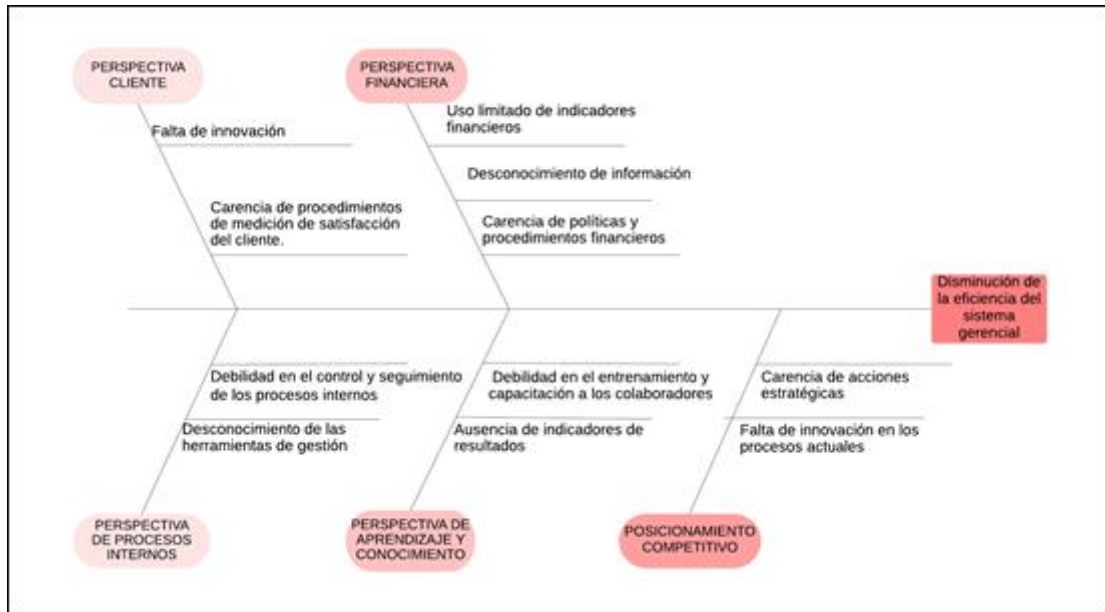 PERSPECTIVA
CLIENTE
PERSPECTIVA
FINANCIERA
Falta de innovación
Carencia de procedimientos
de medición de satisfacción
del cliente.
Uso limitado de indicadores
financieros
Desconocimiento de información
Carencia de políticas y
procedimientos financieros
Disminución de
la eficiencia del
sistema
gerencial
Debilidad en el control y seguimiento
de los procesos internos
Desconocimiento de las
herramientas de gestión
Debilidad en el entrenamiento y
capacitación a los colaboradores
Ausencia de indicadores de
resultados
Carencia de acciones
estratégicas
Falta de innovación en los
procesos actuales
PERSPECTIVA
DE PROCESOS
INTERNOS
PERSPECTIVA DE
APRENDIZAJE Y
CONOCIMIENTO
POSICIONAMIENTO
COMPETITIVO